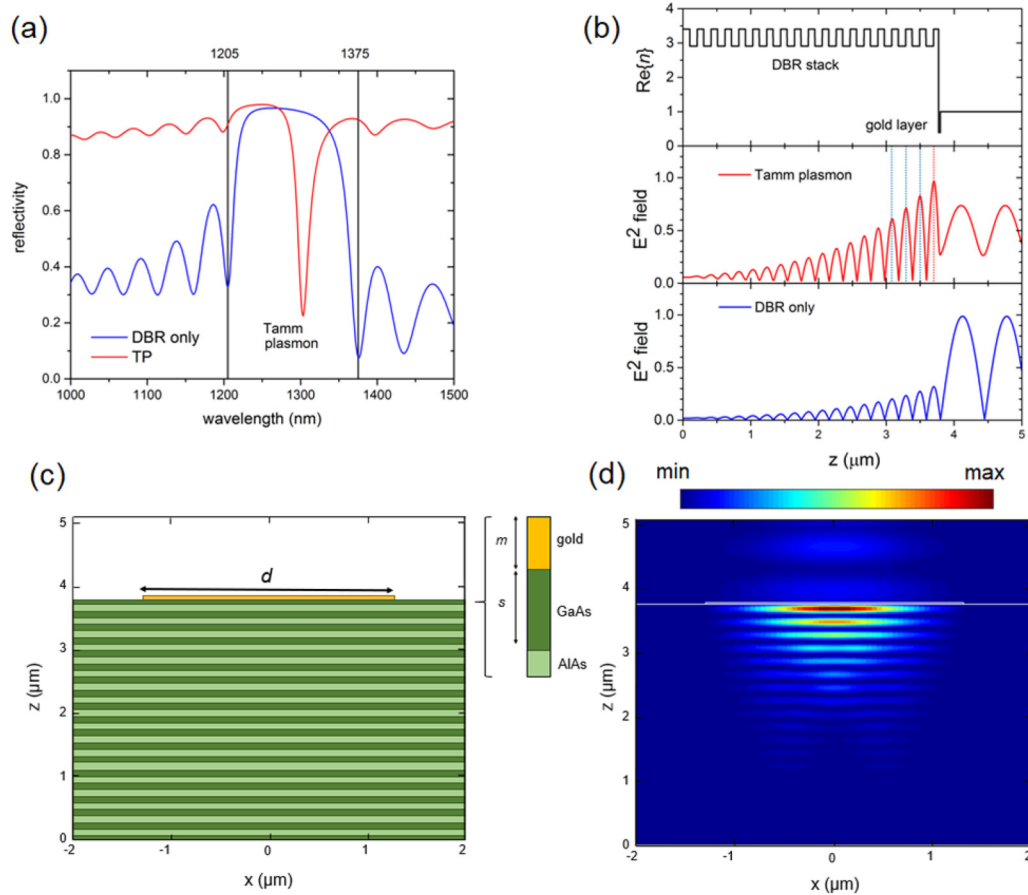 (a)
1205
1375
1.0
0.8
0.6
0.4
0.2
0.0
reflectivity
DBR only
TP
Tamm
plasmon
1000
1100
1200
1300
1400
1500
wavelength (nm)
(b)
4
3
2
1
0
Re{n}
DBR stack
gold layer
1.0
0.5
0.0
E² field
Tamm plasmon
1.0
0.5
0.0
E² field
DBR only
0
1
2
3
4
5
z (μm)
(c)
5
4
3
2
1
0
z (μm)
d
m
s
gold
GaAs
AlAs
-2
-1
0
1
2
x (μm)
(d)
min
max
5
4
3
2
1
0
z (μm)
-2
-1
0
1
2
x (μm)